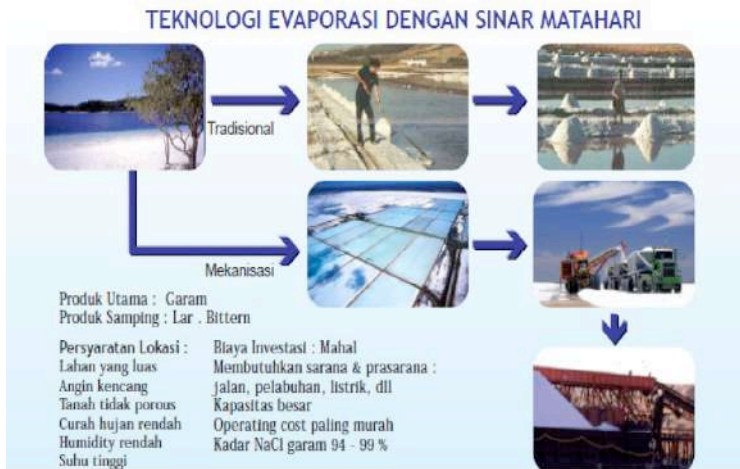 TEKNOLOGI EVAPORASI DENGAN SINAR MATAHARI
Tradisional
Mekanisasi
Produk Utama : Garam
Produk Samping : Lar . Bittern
Persyaratan Lokasi :
Lahan yang luas
Angin kencang
Tanah tidak porous
Curah hujan rendah
Humidity rendah
Suhu tinggi
Biaya Investasi : Mahal
Membutuhkan sarana & prasarana :
jalan, pelabuhan, listrik, dll
Kapasitas besar
Operating cost paling murah
Kadar NaCl garam 94 - 99 %